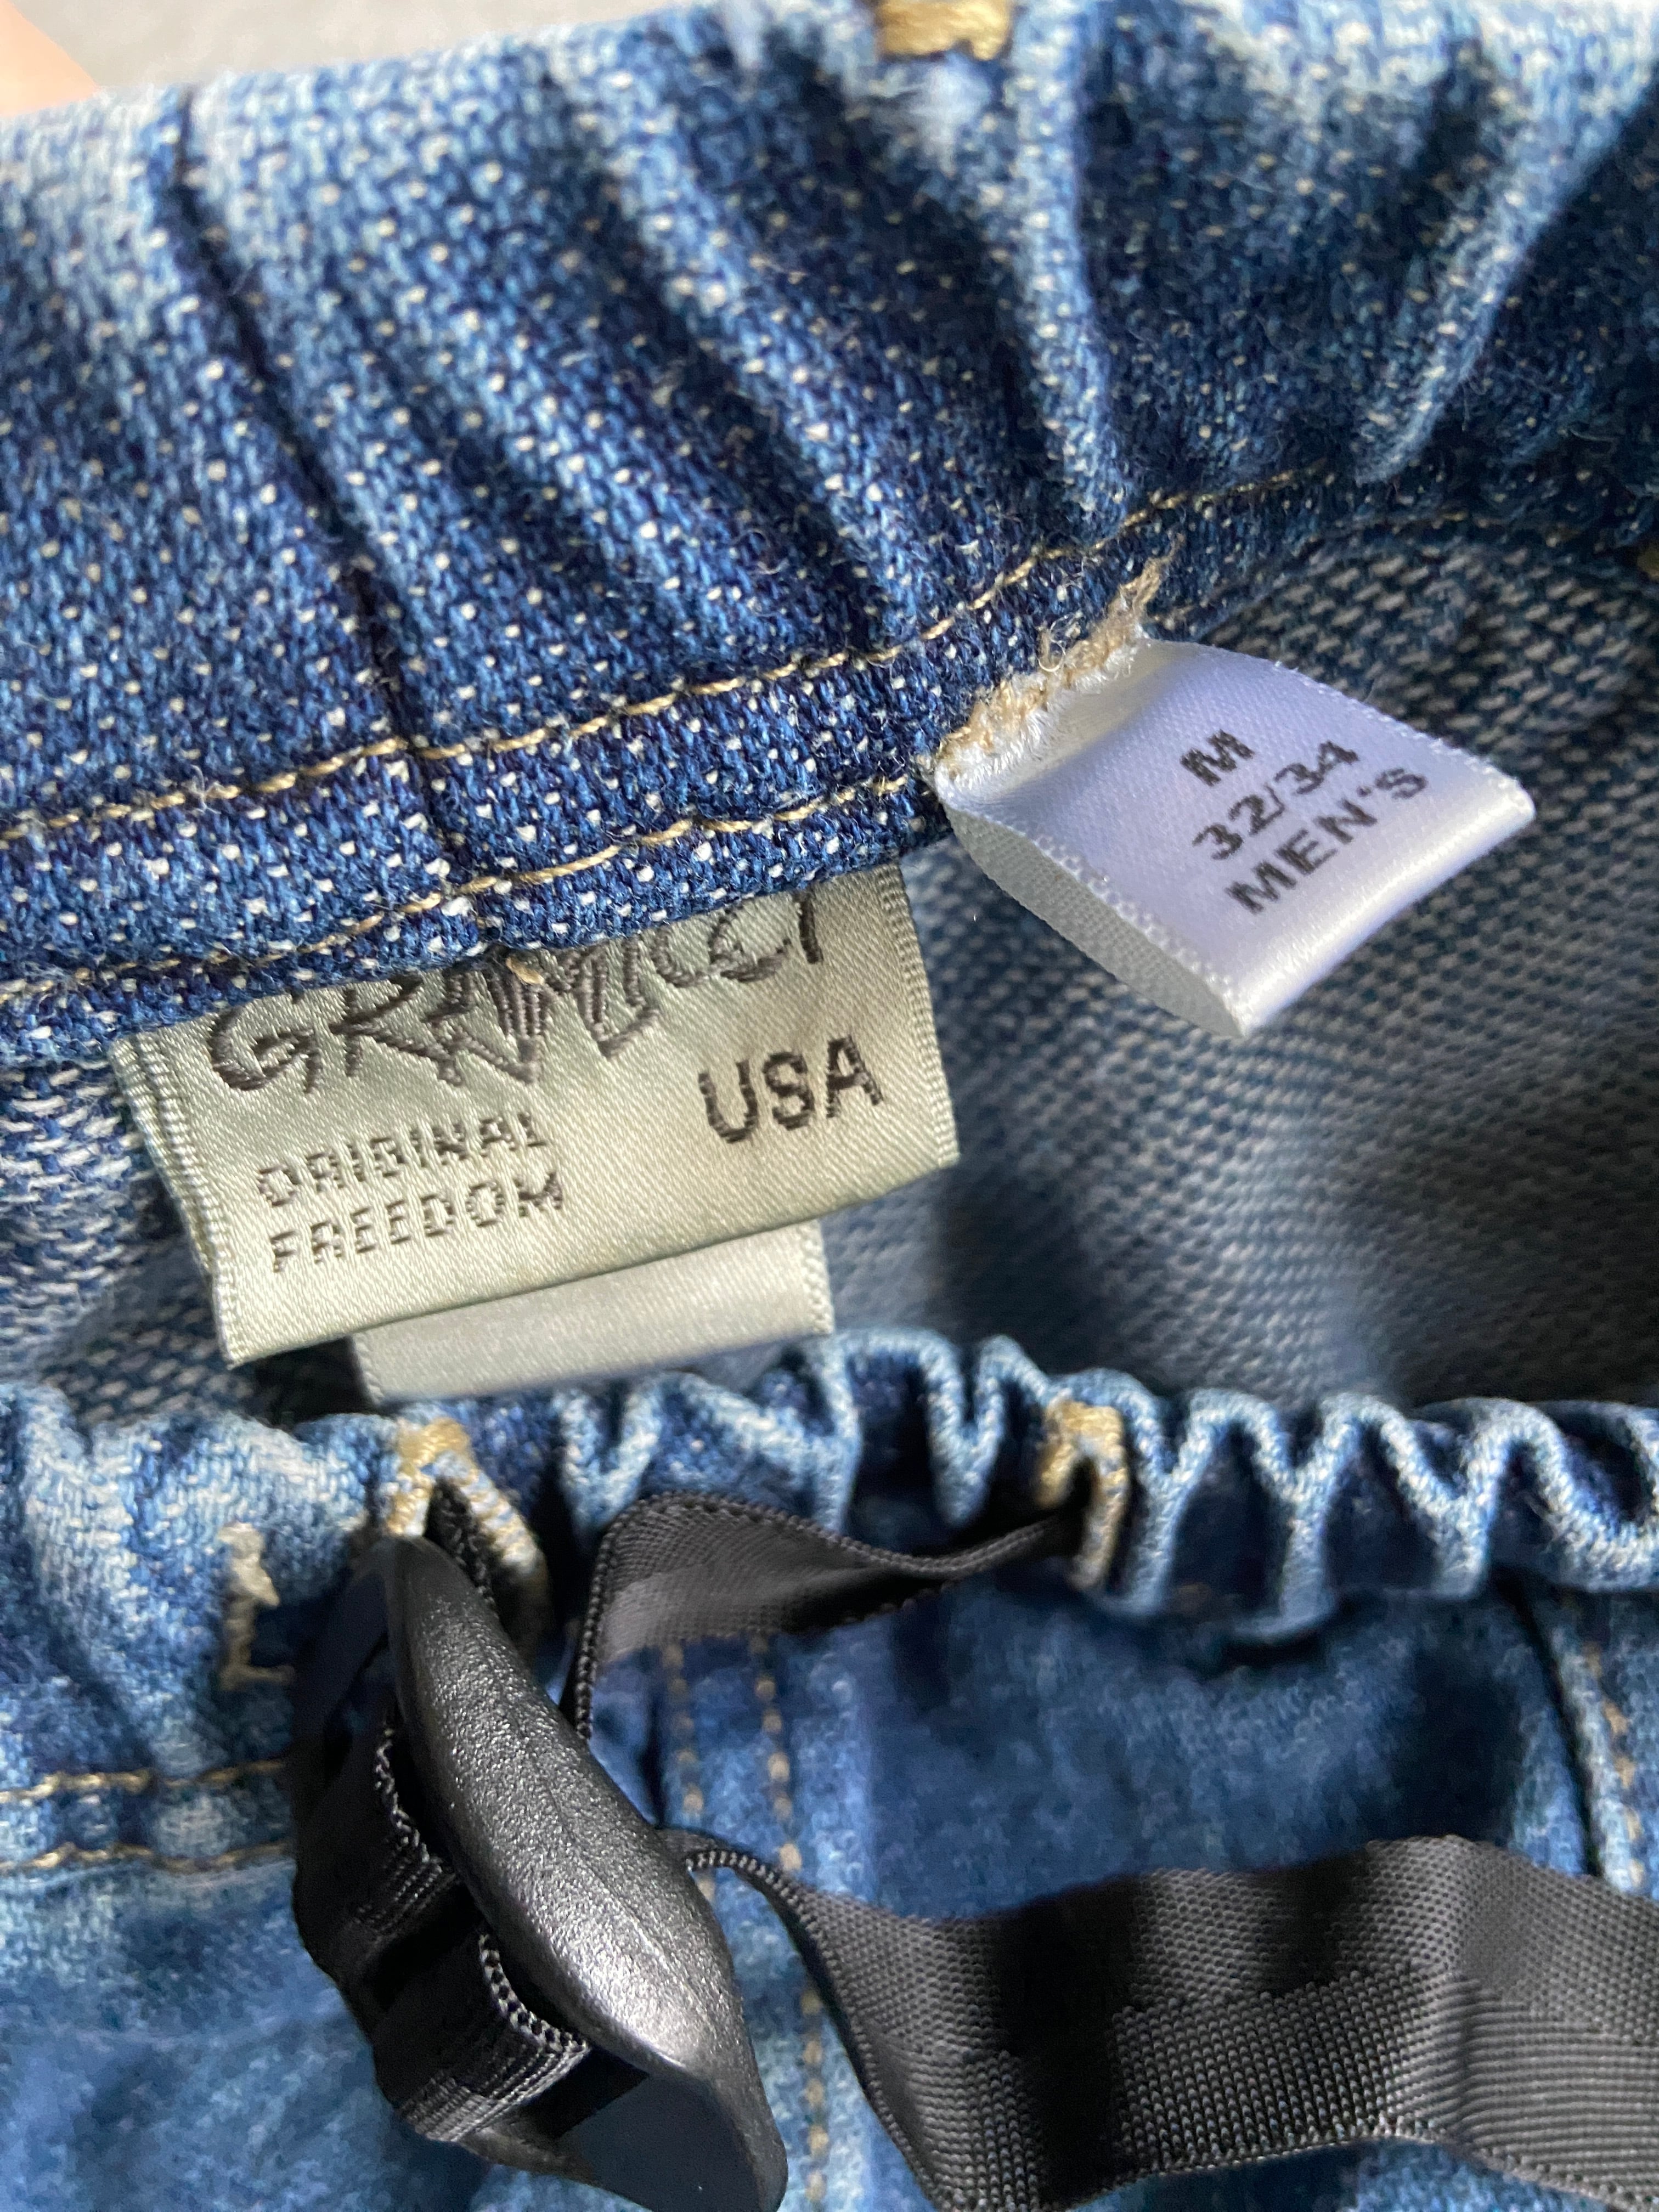 M
32/34
MEN'S
GRAMICCI
USA
ORIGINAL
FREEDOM